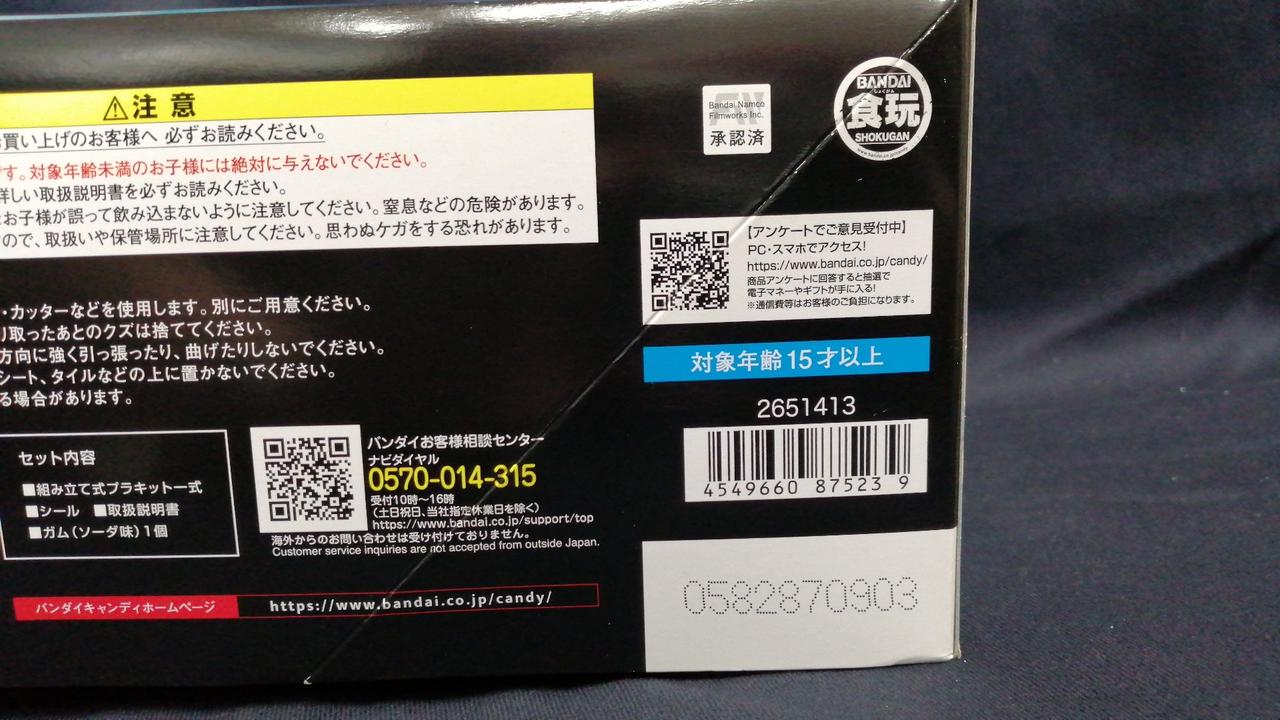 注意
買い上げのお客様へ 必ずお読みください。
す。対象年齢未満のお子様には絶対に与えないでください。
詳しい取扱説明書を必ずお読みください。
お子様が誤って飲み込まないように注意してください。窒息などの危険があります。
ので、取扱いや保管場所に注意してください。思わぬケガをする恐れがあります。
・カッターなどを使用します。別にご用意ください。
り取ったあとのクズは捨ててください。
方向に強く引っ張ったり、曲げたりしないでください。
シート、タイルなどの上に置かないでください。
る場合があります。
セット内容
■組み立て式プラキット一式
■シール ■取扱説明書
■ガム(ソーダ味)1個
バンダイお客様相談センター
ナビダイヤル
0570-014-315
受付10時～16時
(土日祝日、当社指定休業日を除く)
https://www.bandai.co.jp/support/top
海外からのお問い合わせは受け付けておりません。
Customer service inquiries are not accepted from outside Japan.
バンダイキャンディホームページ
https://www.bandai.co.jp/candy/
Bandai Namco
Filmworks Inc.
承認済
BANDAI
しょくがん
食玩
SHOKUGAN
www.bandai.co.jp/candy
【アンケートでご意見受付中】
PC・スマホでアクセス!
https://www.bandai.co.jp/candy/
商品アンケートに回答すると抽選で
電子マネーやギフトが手に入る!
※通信費等はお客様のご負担になります。
対象年齢15才以上
2651413
4549660 87523 9
0582870903